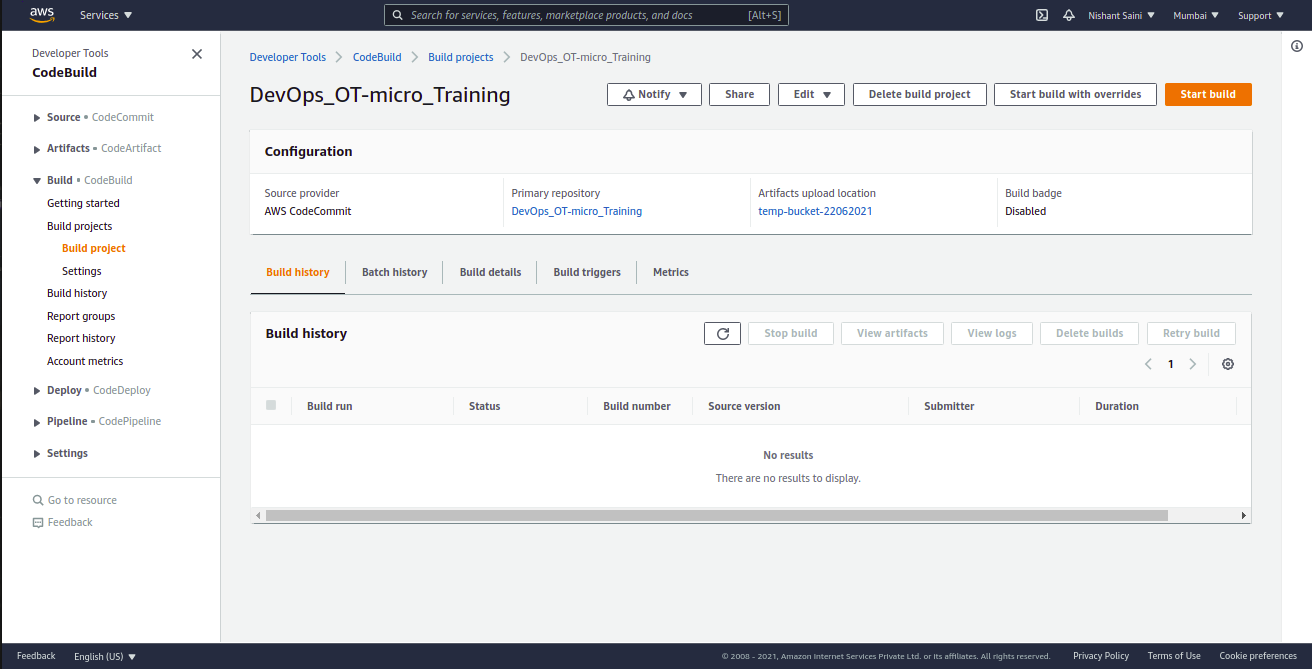 aws Services Search for services, features, marketplace products, and docs [Alt+S] Nishant Saini Mumbai Support
Developer Tools
CodeBuild
Source • CodeCommit
Artifacts • CodeArtifact
Build • CodeBuild
Getting started
Build projects
Build project
Settings
Build history
Report groups
Report history
Account metrics
Deploy • CodeDeploy
Pipeline • CodePipeline
Settings
Go to resource
Feedback
Developer Tools CodeBuild Build projects DevOps_OT-micro_Training
DevOps_OT-micro_Training
Notify Share Edit Delete build project Start build with overrides Start build
Configuration
Source provider
AWS CodeCommit
Primary repository
DevOps_OT-micro_Training
Artifacts upload location
temp-bucket-22062021
Build badge
Disabled
Build history Batch history Build details Build triggers Metrics
Build history
Stop build View artifacts View logs Delete builds Retry build
1
Build run Status Build number Source version Submitter Duration
No results
There are no results to display.
Feedback English (US) © 2008 - 2021, Amazon Internet Services Private Ltd. or its affiliates. All rights reserved. Privacy Policy Terms of Use Cookie preferences